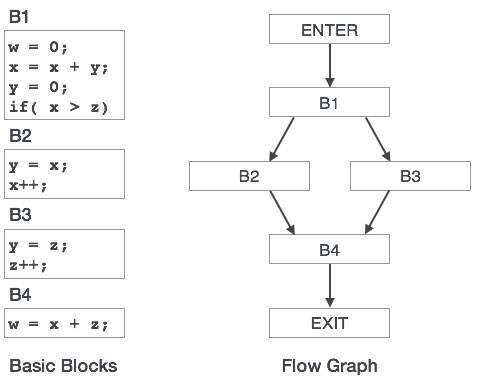 B1
w = 0;
x = x + y;
y = 0;
if( x > z)
B2
y = x;
x++;
B3
y = z;
z++;
B4
w = x + z;
Basic Blocks
ENTER
B1
B2
B3
B4
EXIT
Flow Graph